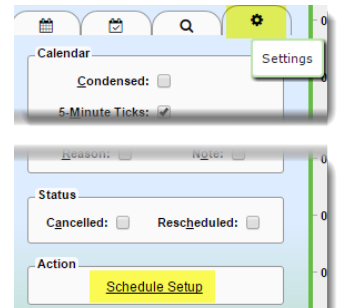 Calendar
Settings
Condensed:
5-Minute Ticks:
Reason: Note:
Status
Cancelled: Rescheduled:
Action
Schedule Setup